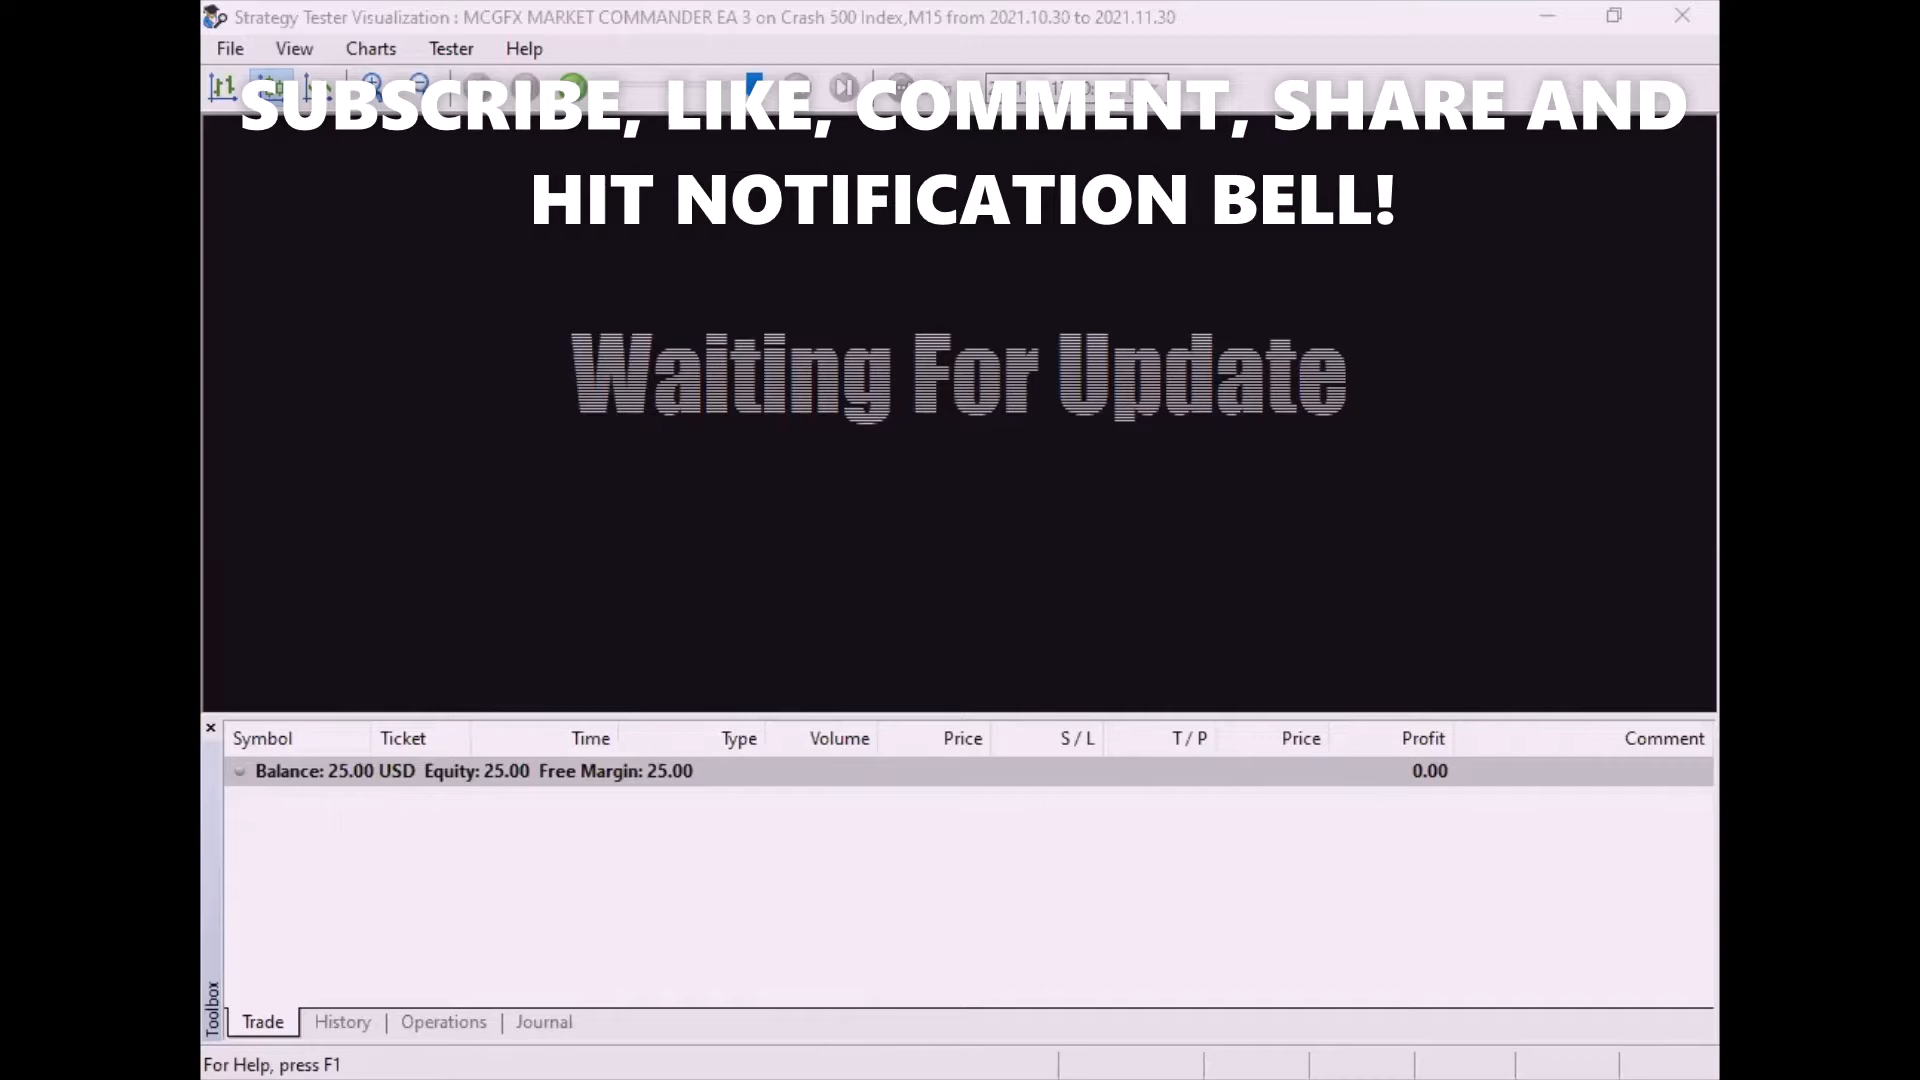 Strategy Tester Visualization : MCGFX MARKET COMMANDER EA 3 on Crash 500 Index,M15 from 2021.10.30 to 2021.11.30
File View Charts Tester Help
SUBSCRIBE, LIKE, COMMENT, SHARE AND
HIT NOTIFICATION BELL!
Waiting For Update
Symbol Ticket Time Type Volume Price S / L T / P Price Profit Comment
Balance: 25.00 USD Equity: 25.00 Free Margin: 25.00 0.00
Toolbox
Trade History Operations Journal
For Help, press F1